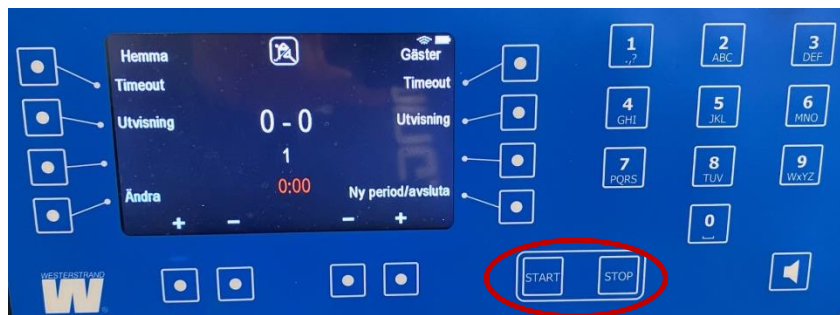 Hemma Gäster
Timeout Timeout
Utvisning 0 - 0 Utvisning
1
0:00
Ändra Ny period/avsluta
+ − − +
1 2 3
.,? ABC DEF
4 5 6
GHI JKL MNO
7 8 9
PQRS TUV WxYZ
0
START STOP
WESTERSTRAND
W